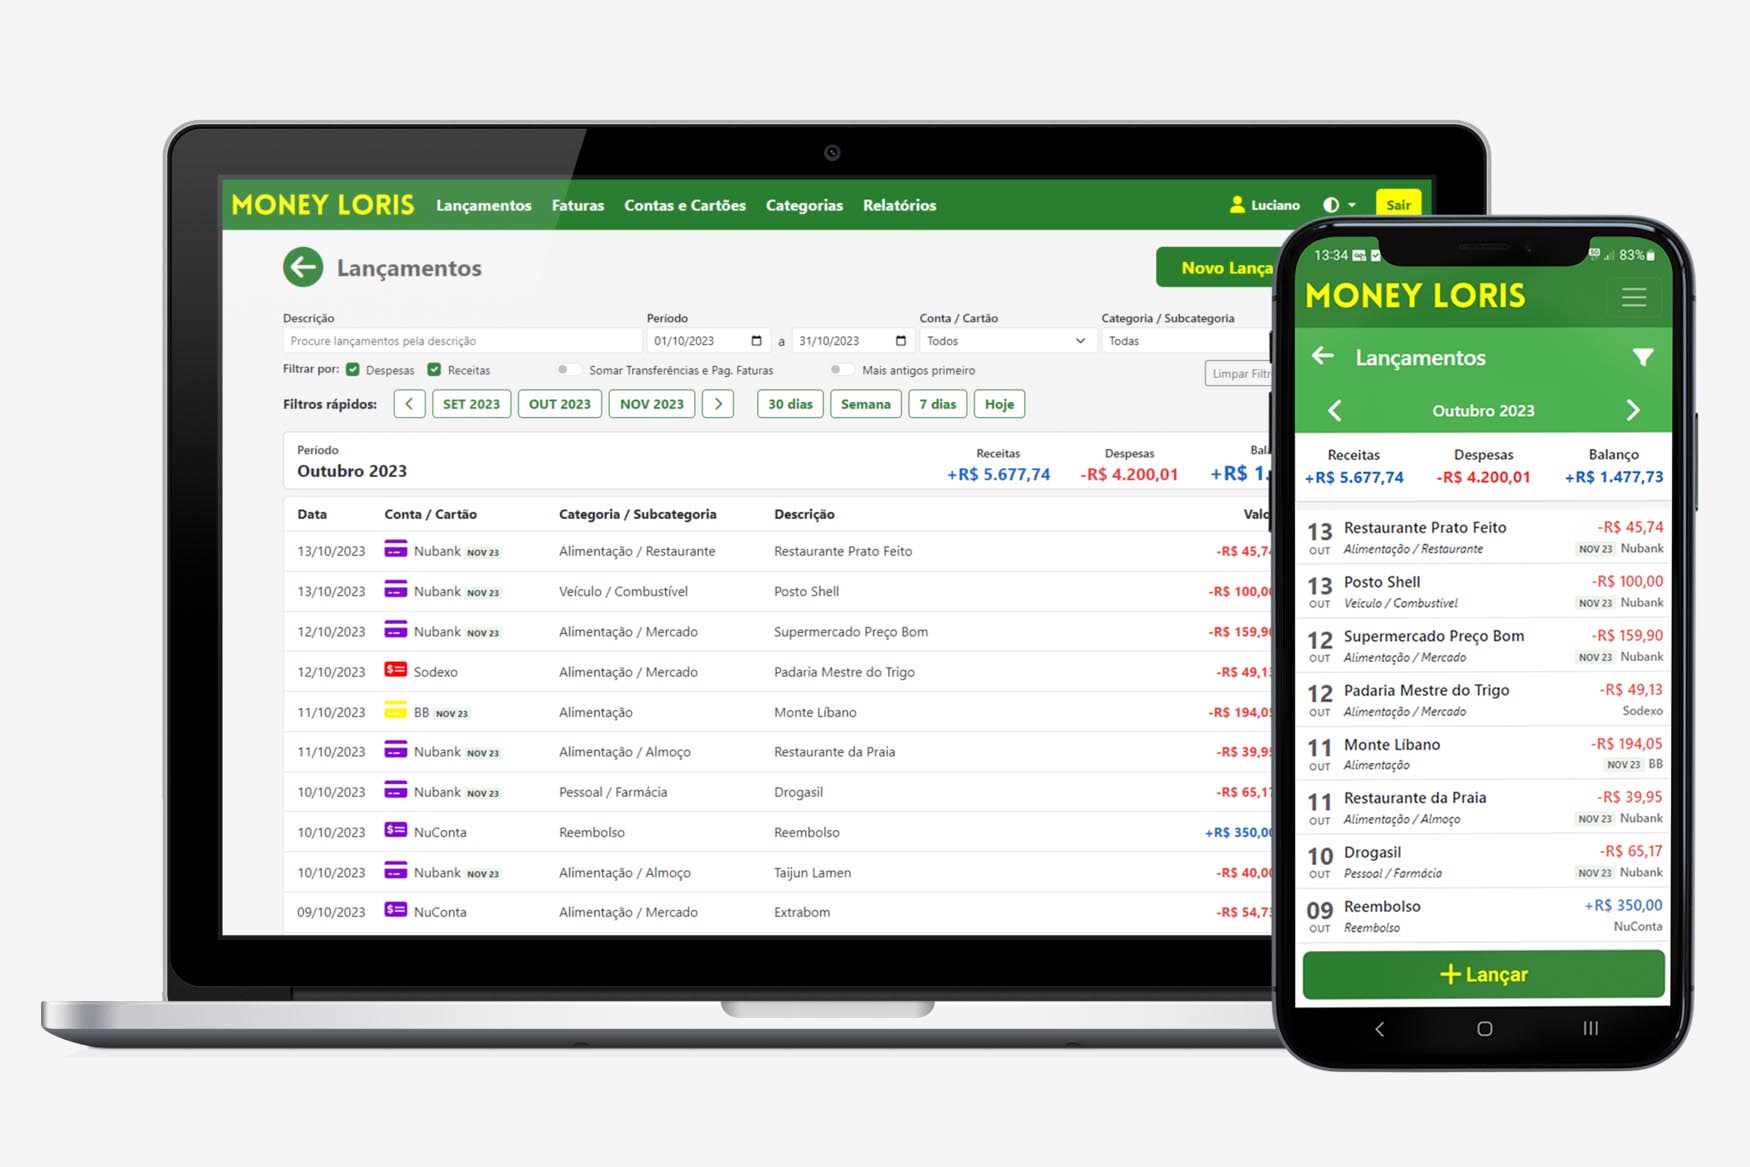 MONEY LORIS Lançamentos Faturas Contas e Cartões Categorias Relatórios Luciano Sair
Lançamentos
Novo Lança
Descrição Período Conta / Cartão Categoria / Subcategoria
Procure lançamentos pela descrição 01/10/2023 a 31/10/2023 Todos Todas
Filtrar por: Despesas Receitas Somar Transferências e Pag. Faturas Mais antigos primeiro Limpar Filtr
Filtros rápidos: < SET 2023 OUT 2023 NOV 2023 > 30 dias Semana 7 dias Hoje
Período Receitas Despesas Bal
Outubro 2023 +R$ 5.677,74 -R$ 4.200,01 +R$ 1.
Data Conta / Cartão Categoria / Subcategoria Descrição Valo
13/10/2023 Nubank NOV 23 Alimentação / Restaurante Restaurante Prato Feito -R$ 45,74
13/10/2023 Nubank NOV 23 Veículo / Combustível Posto Shell -R$ 100,00
12/10/2023 Nubank NOV 23 Alimentação / Mercado Supermercado Preço Bom -R$ 159,90
12/10/2023 $ Sodexo Alimentação / Mercado Padaria Mestre do Trigo -R$ 49,13
11/10/2023 BB NOV 23 Alimentação Monte Líbano -R$ 194,05
11/10/2023 Nubank NOV 23 Alimentação / Almoço Restaurante da Praia -R$ 39,95
10/10/2023 Nubank NOV 23 Pessoal / Farmácia Drogasil -R$ 65,17
10/10/2023 $ NuConta Reembolso Reembolso +R$ 350,00
10/10/2023 Nubank NOV 23 Alimentação / Almoço Taijun Lamen -R$ 40,00
09/10/2023 $ NuConta Alimentação / Mercado Extrabom -R$ 54,73
13:34 83%
MONEY LORIS
Lançamentos
Outubro 2023
Receitas Despesas Balanço
+R$ 5.677,74 -R$ 4.200,01 +R$ 1.477,73
13 Restaurante Prato Feito -R$ 45,74
OUT Alimentação / Restaurante NOV 23 Nubank
13 Posto Shell -R$ 100,00
OUT Veículo / Combustível NOV 23 Nubank
12 Supermercado Preço Bom -R$ 159,90
OUT Alimentação / Mercado NOV 23 Nubank
12 Padaria Mestre do Trigo -R$ 49,13
OUT Alimentação / Mercado Sodexo
11 Monte Líbano -R$ 194,05
OUT Alimentação NOV 23 BB
11 Restaurante da Praia -R$ 39,95
OUT Alimentação / Almoço NOV 23 Nubank
10 Drogasil -R$ 65,17
OUT Pessoal / Farmácia NOV 23 Nubank
09 Reembolso +R$ 350,00
OUT Reembolso NuConta
+ Lançar